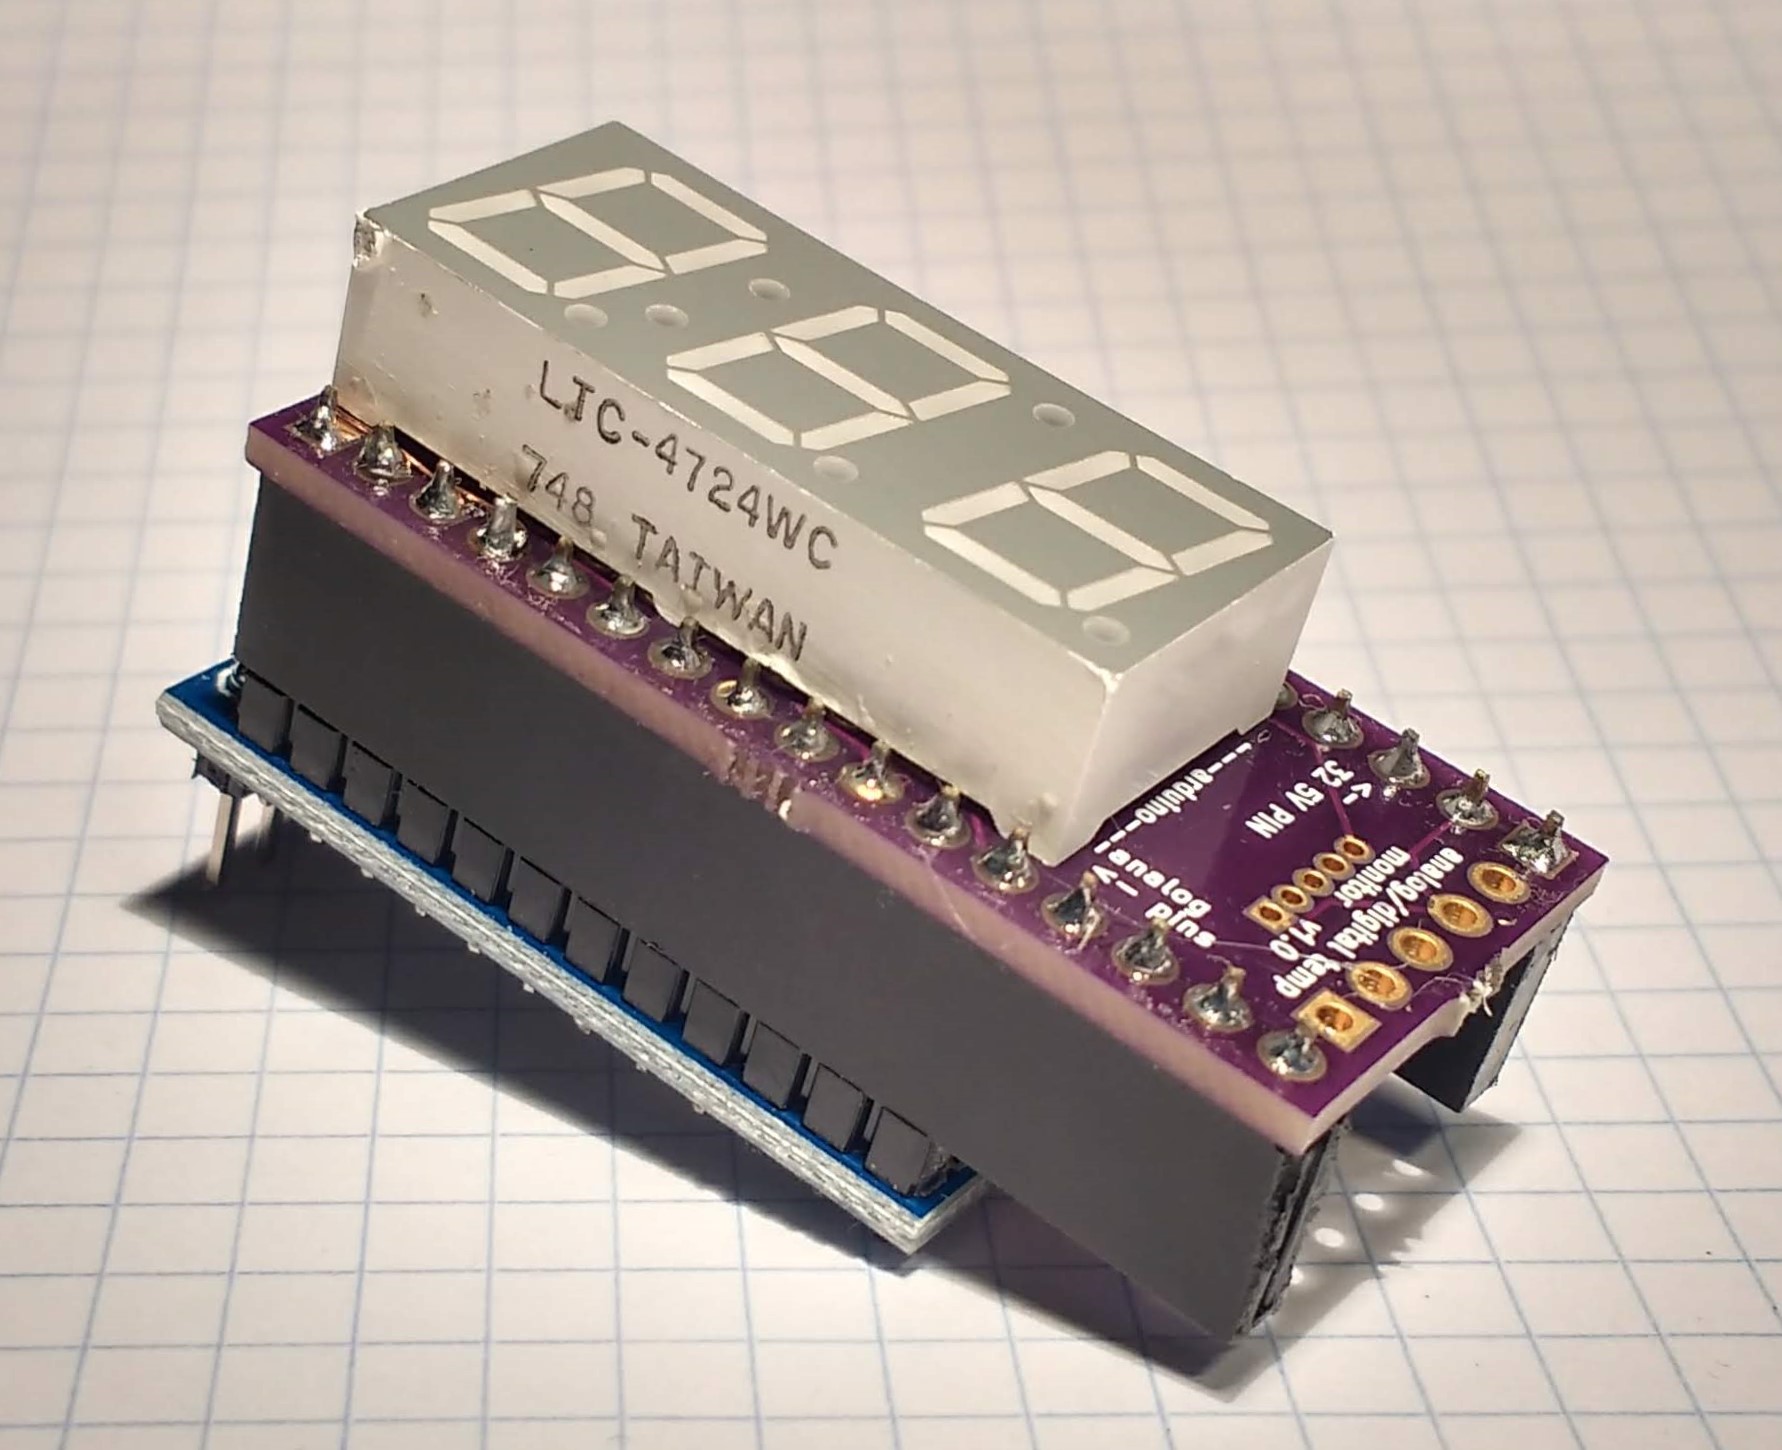 LTC-4724WC
748 TAIWAN
<-
32 5V PIN
---arduino---
analog
<- pins
analog/digital temp
monitor v1.0